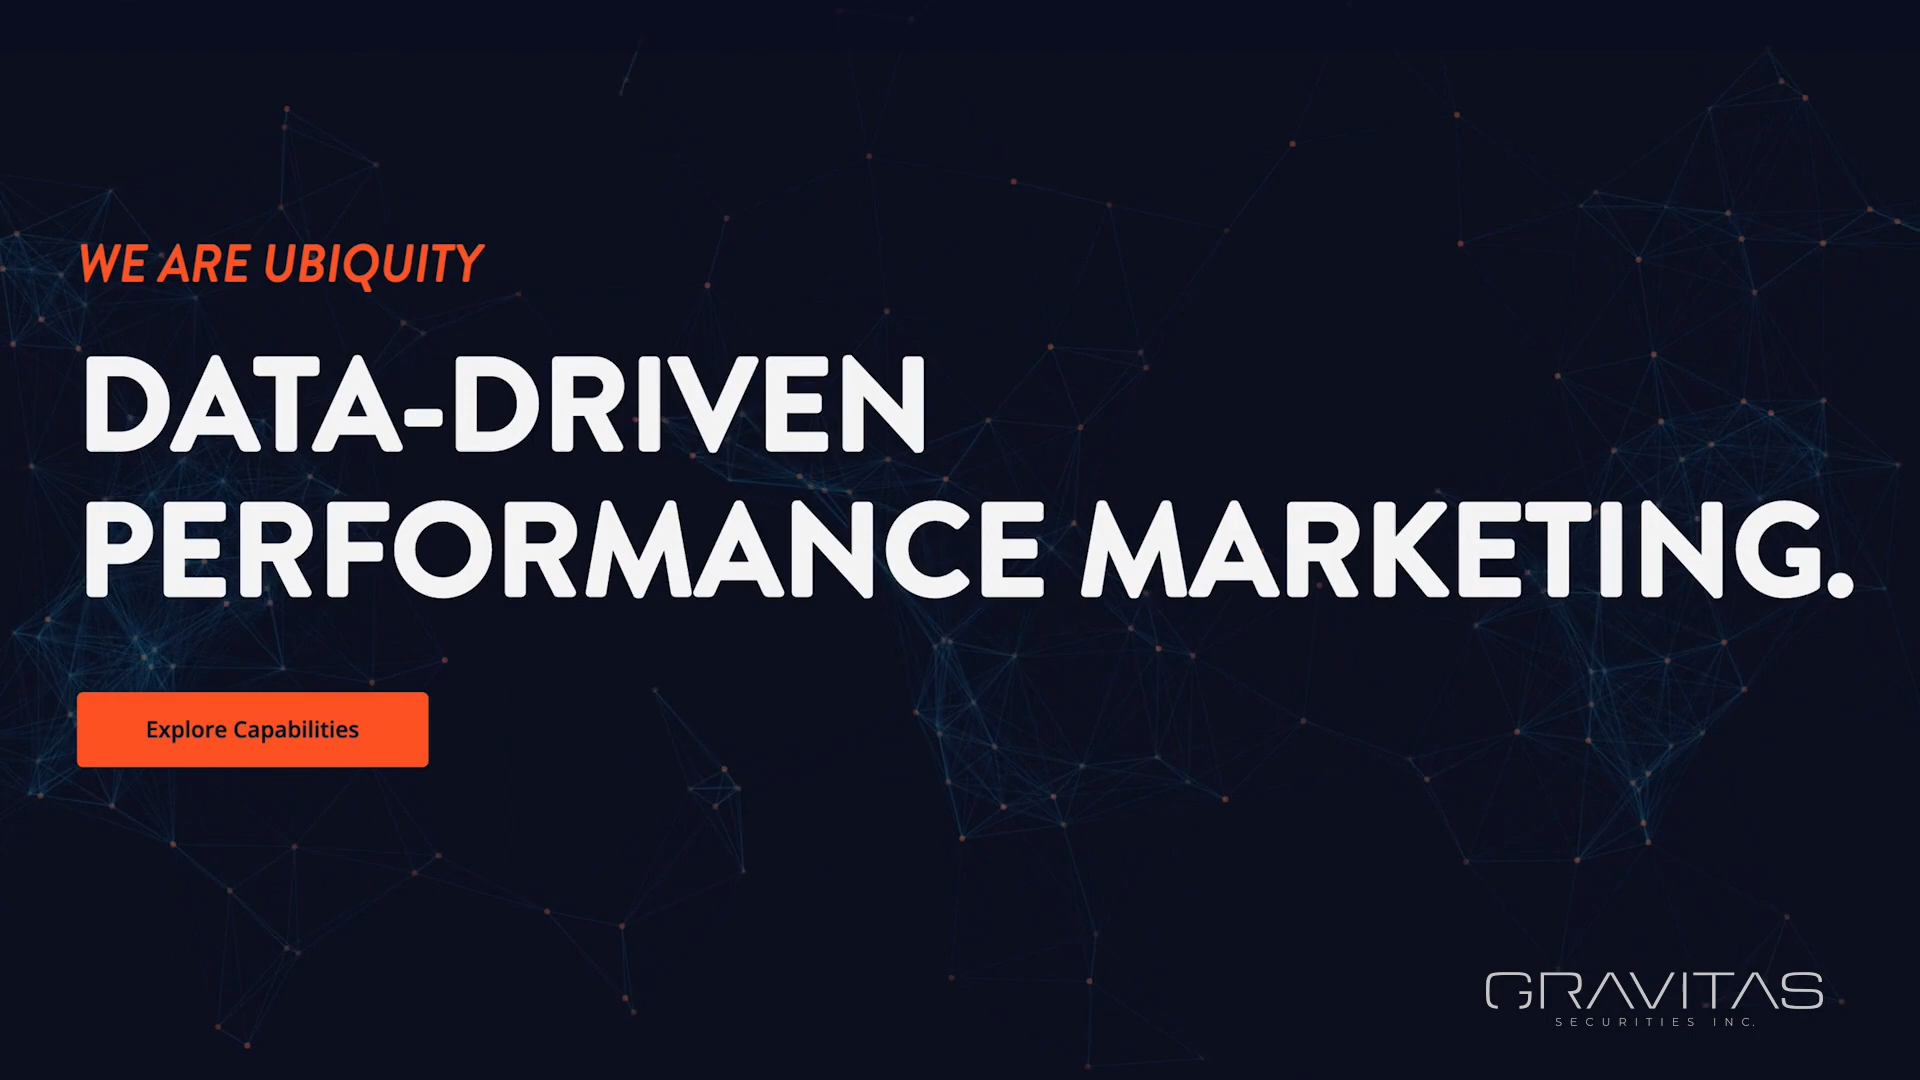 WE ARE UBIQUITY
DATA-DRIVEN
PERFORMANCE MARKETING.
Explore Capabilities
GRAVITAS
SECURITIES INC.